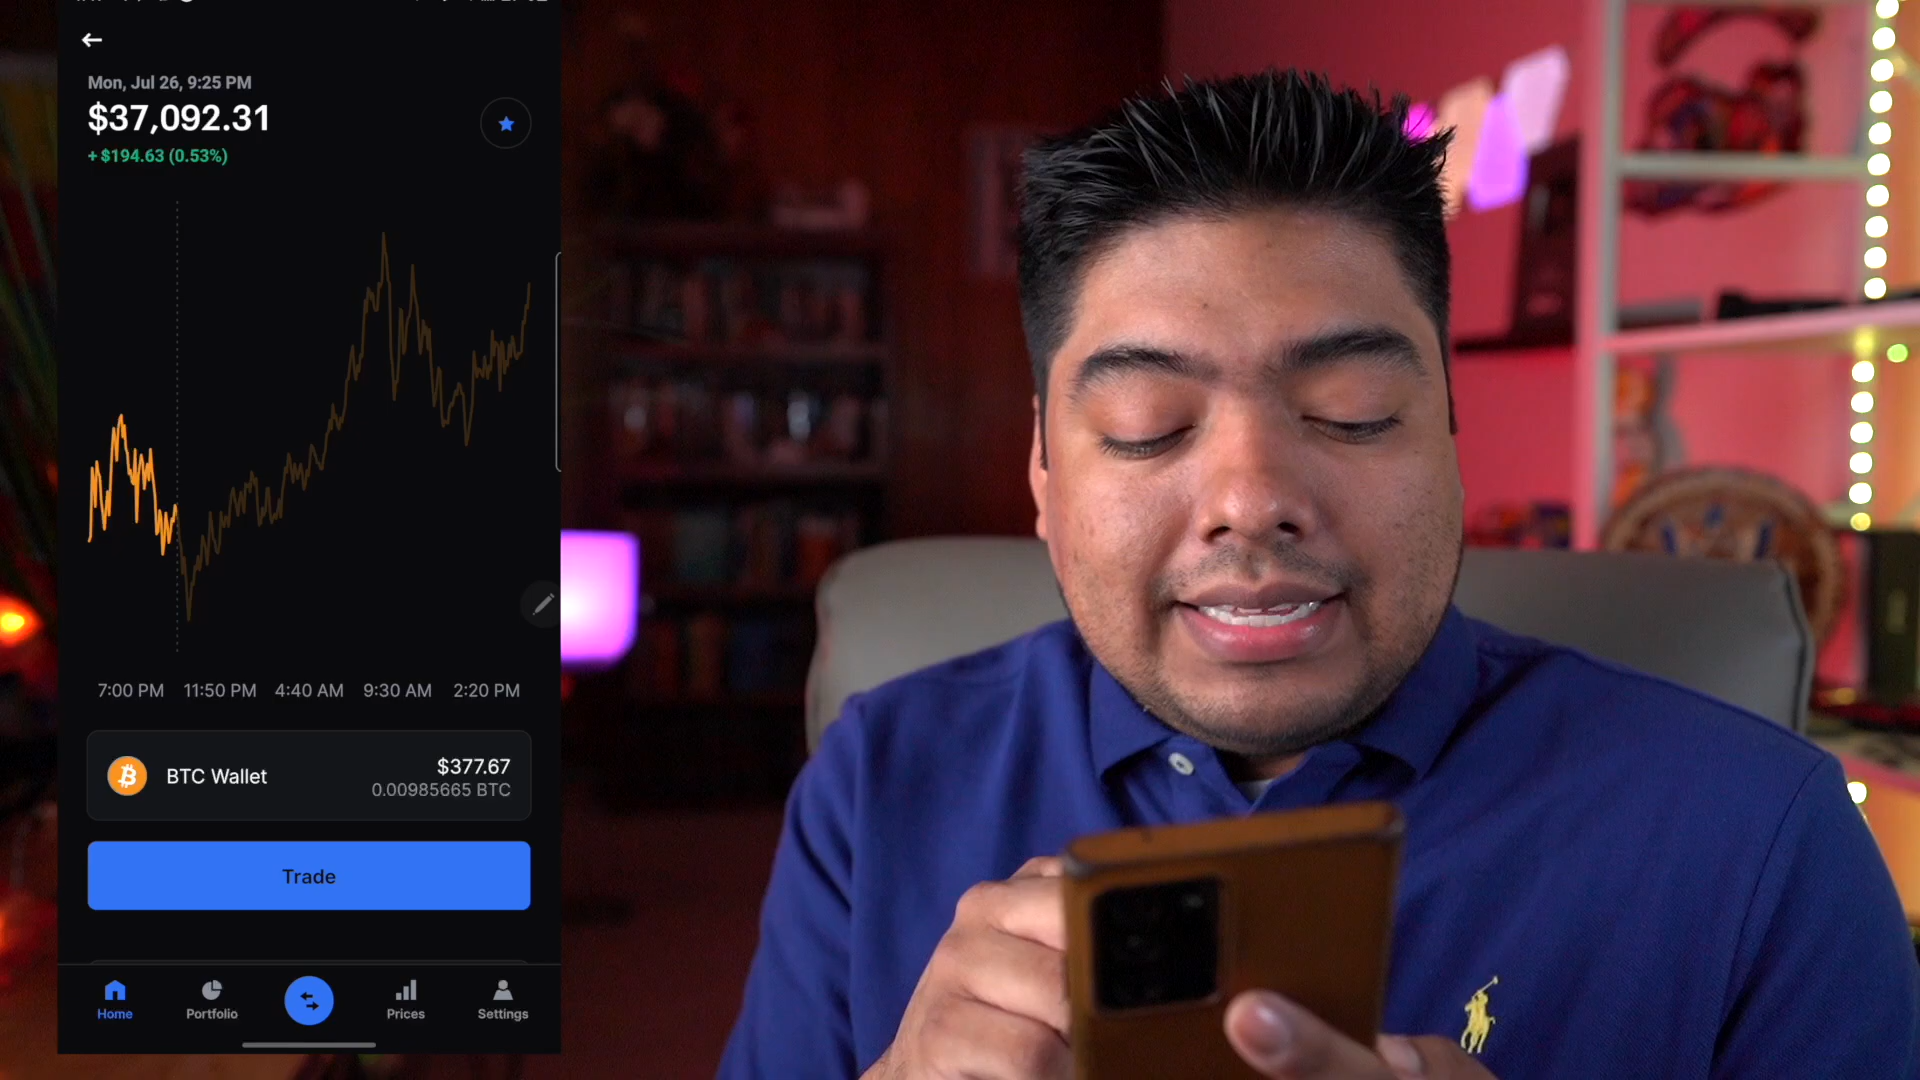 Mon, Jul 26, 9:25 PM
$37,092.31
+$194.63 (0.53%)
7:00 PM 11:50 PM 4:40 AM 9:30 AM 2:20 PM
BTC Wallet
$377.67
0.00985665 BTC
Trade
Home Portfolio Prices Settings